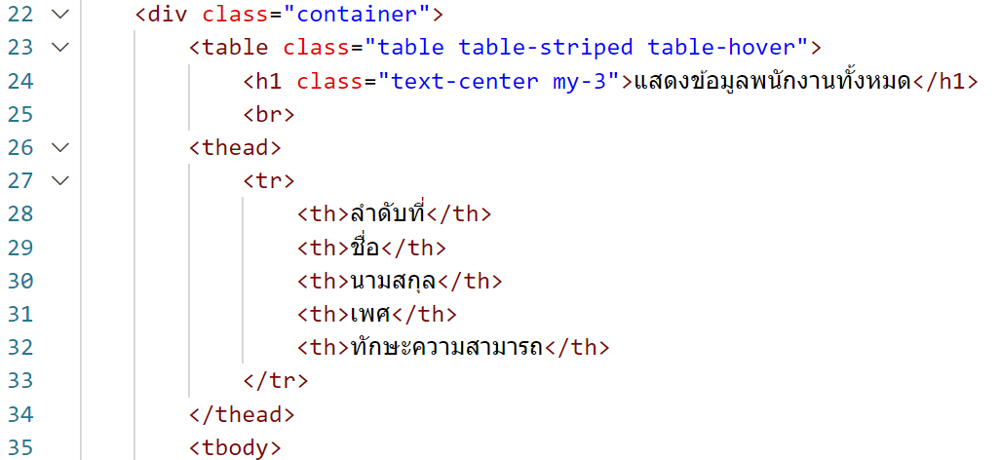 22 <div class="container">
23 <table class="table table-striped table-hover">
24 <h1 class="text-center my-3">แสดงข้อมูลพนักงานทั้งหมด</h1>
25 <br>
26 <thead>
27 <tr>
28 <th>ลำดับที่</th>
29 <th>ชื่อ</th>
30 <th>นามสกุล</th>
31 <th>เพศ</th>
32 <th>ทักษะความสามารถ</th>
33 </tr>
34 </thead>
35 <tbody>